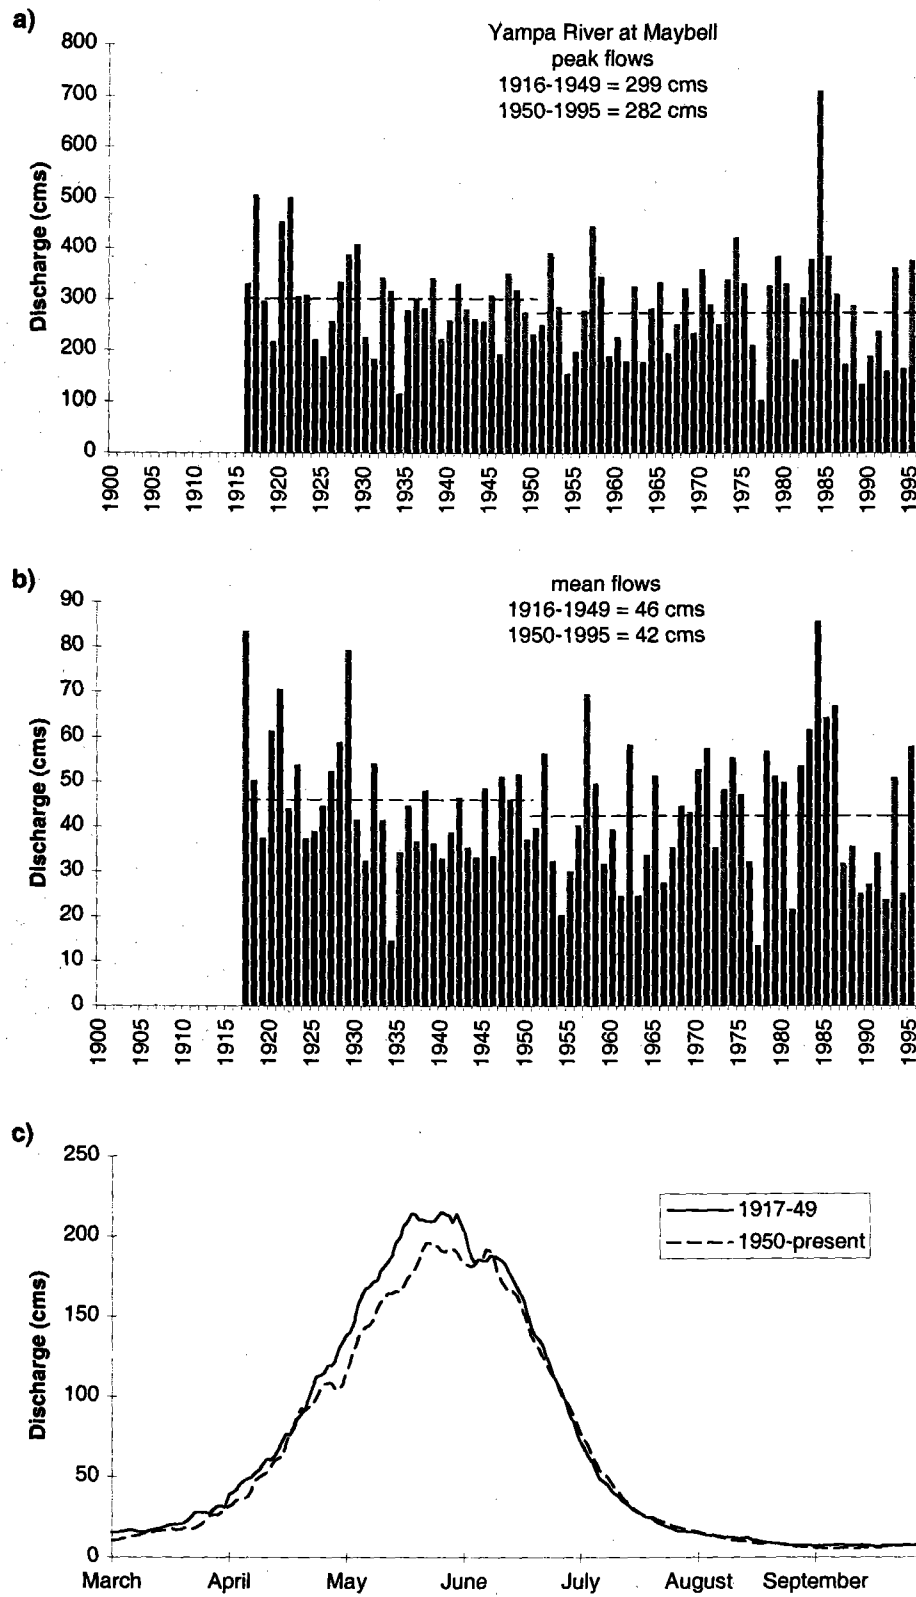 a)
Yampa River at Maybell
peak flows
1916-1949 = 299 cms
1950-1995 = 282 cms
800
700
600
500
400
300
200
100
0
Discharge (cms)
1900 1905 1910 1915 1920 1925 1930 1935 1940 1945 1950 1955 1960 1965 1970 1975 1980 1985 1990 1995
b)
mean flows
1916-1949 = 46 cms
1950-1995 = 42 cms
90
80
70
60
50
40
30
20
10
0
Discharge (cms)
1900 1905 1910 1915 1920 1925 1930 1935 1940 1945 1950 1955 1960 1965 1970 1975 1980 1985 1990 1995
c)
250
200
150
100
50
0
Discharge (cms)
1917-49
1950-present
March April May June July August September